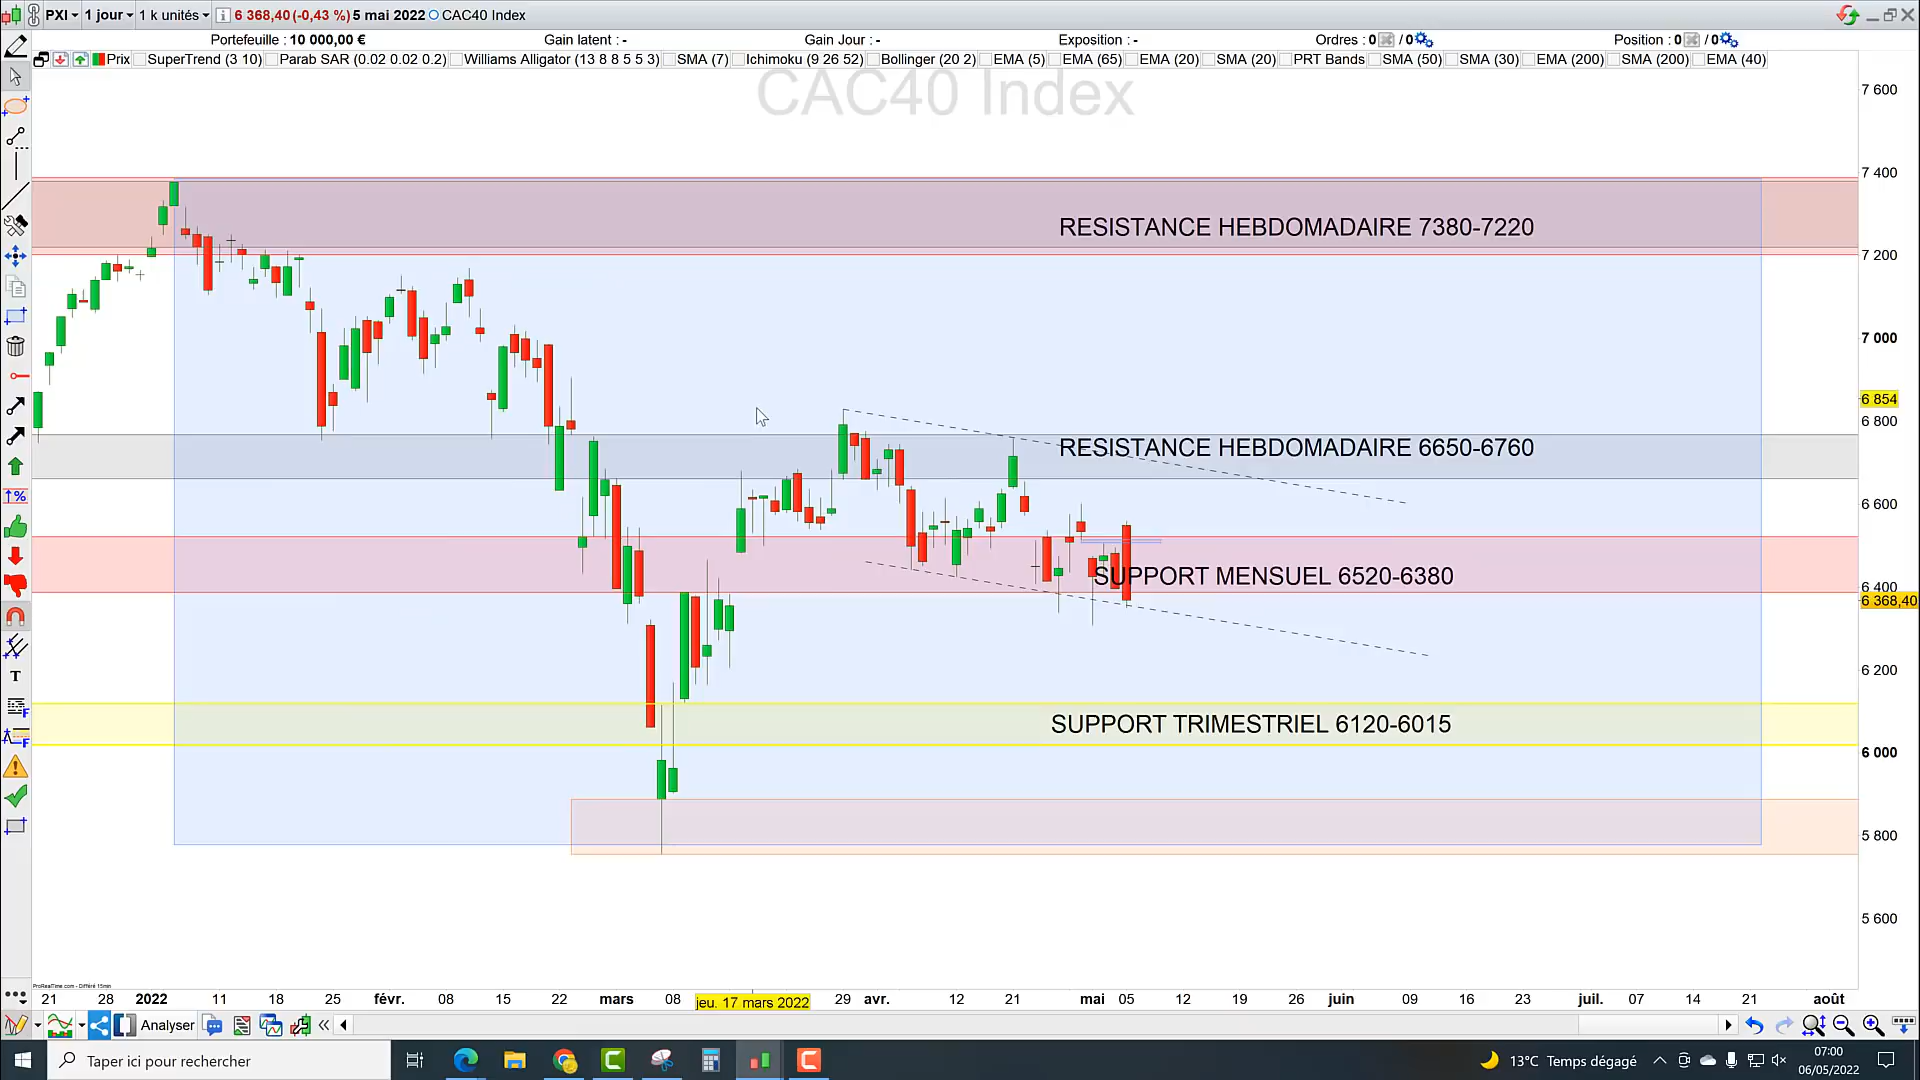 PXI 1 jour 1 k unités 6 368,40 (-0,43 %) 5 mai 2022 CAC40 Index
Portefeuille : 10 000,00 € Gain latent : - Gain Jour : - Exposition : - Ordres : 0 / 0 Position : 0 / 0
Prix SuperTrend (3 10) Parab SAR (0.02 0.02 0.2) Williams Alligator (13 8 8 5 5 3) SMA (7) Ichimoku (9 26 52) Bollinger (20 2) EMA (5) EMA (65) EMA (20) SMA (20) PRT Bands SMA (50) SMA (30) EMA (200) SMA (200) EMA (40)
CAC40 Index
7 600
7 400
RESISTANCE HEBDOMADAIRE 7380-7220
7 200
7 000
6 854
6 800
RESISTANCE HEBDOMADAIRE 6650-6760
6 600
SUPPORT MENSUEL 6520-6380
6 400
6 368,40
6 200
SUPPORT TRIMESTRIEL 6120-6015
6 000
5 800
5 600
ProRealTime.com - Différé 15min
21 28 2022 11 18 25 févr. 08 15 22 mars 08 jeu. 17 mars 2022 29 avr. 12 21 mai 05 12 19 26 juin 09 16 23 juil. 07 14 21 août
Analyser
Taper ici pour rechercher
13°C Temps dégagé
07:00
06/05/2022